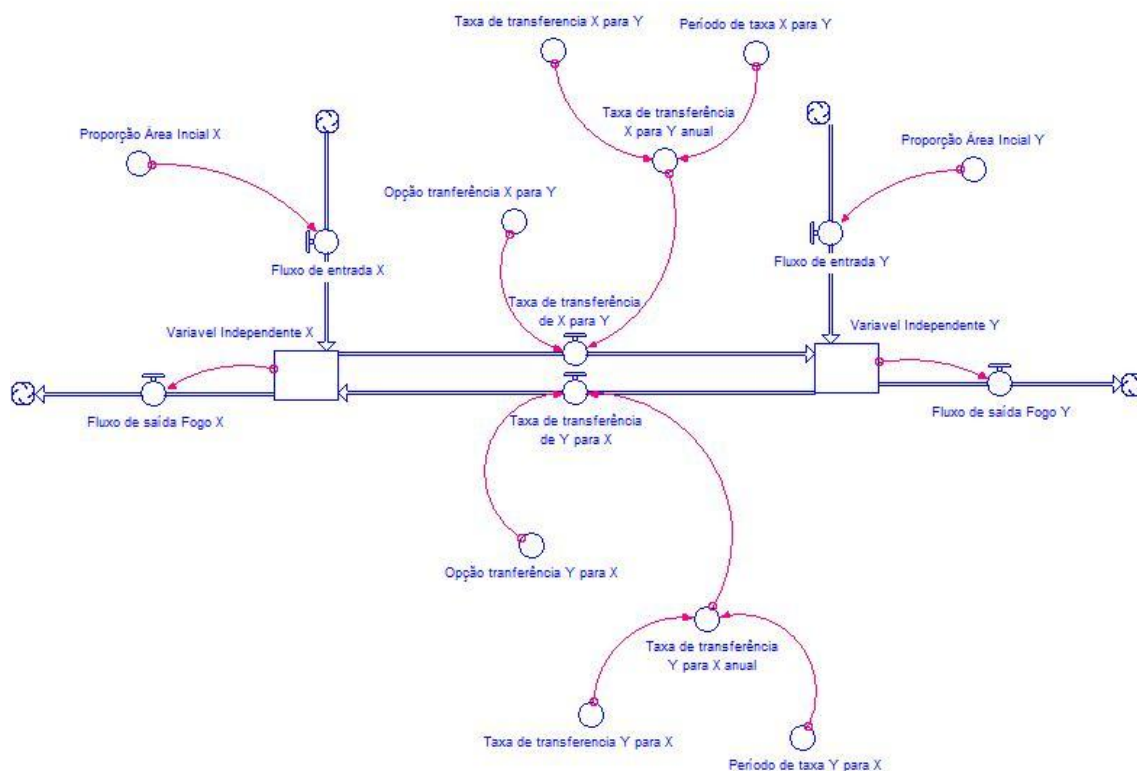 Taxa de transferencia X para Y
Período de taxa X para Y
Taxa de transferência
X para Y anual
Proporção Área Incial X
Proporção Área Incial Y
Opção tranferência X para Y
Fluxo de entrada X
Fluxo de entrada Y
Taxa de transferência
de X para Y
Variavel Independente X
Variavel Independente Y
Fluxo de saída Fogo X
Taxa de transferência
de Y para X
Fluxo de saída Fogo Y
Opção tranferência Y para X
Taxa de transferência
Y para X anual
Taxa de transferencia Y para X
Período de taxa Y para X